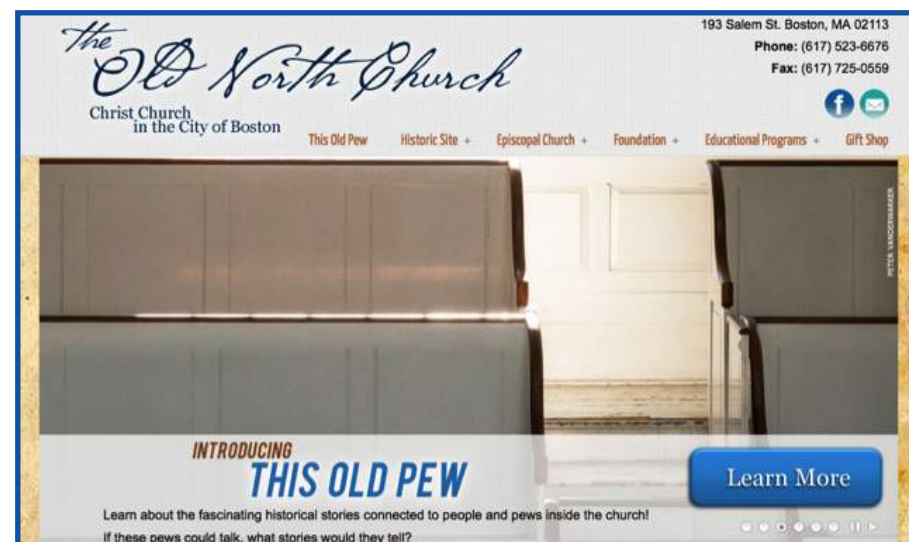 the
Old North Church
Christ Church
in the City of Boston
193 Salem St. Boston, MA 02113
Phone: (617) 523-6676
Fax: (617) 725-0559
f
This Old Pew Historic Site + Episcopal Church + Foundation + Educational Programs + Gift Shop
PETER VANDERWARKER
INTRODUCING
THIS OLD PEW
Learn More
Learn about the fascinating historical stories connected to people and pews inside the church!
If these pews could talk, what stories would they tell?